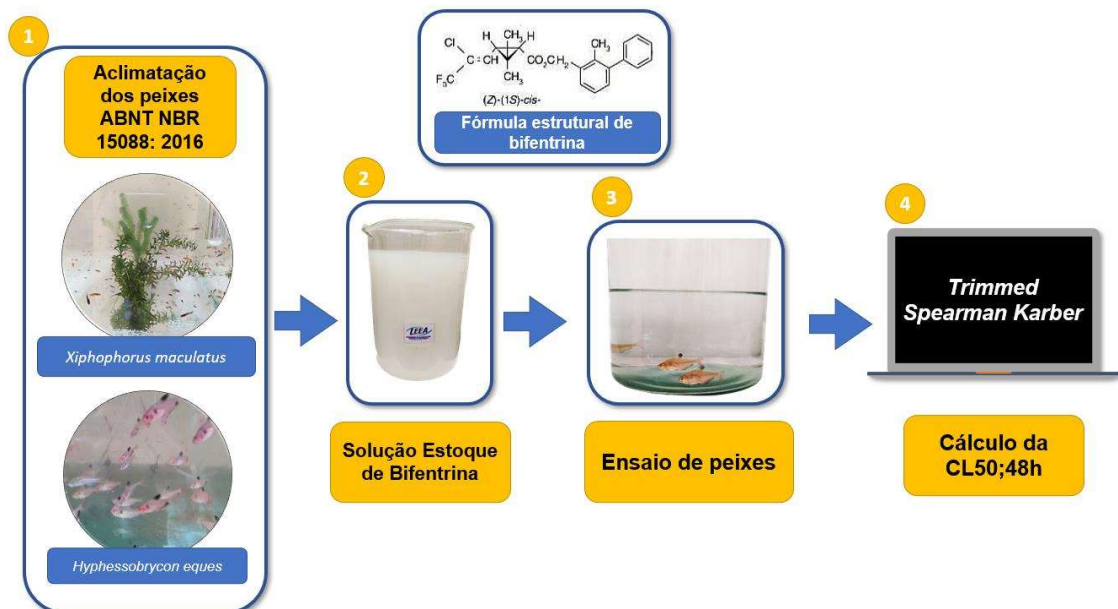 1
Aclimatação
dos peixes
ABNT NBR
15088: 2016
Xiphophorus maculatus
Hyphessobrycon eques
Cl
F3C
C=CH
H
CH3
H
CH3
CO2CH2
CH3
(Z)-(1S)-cis-
Fórmula estrutural de
bifentrina
2
LEEA
Solução Estoque
de Bifentrina
3
Ensaio de peixes
4
Trimmed
Spearman Karber
Cálculo da
CL50;48h